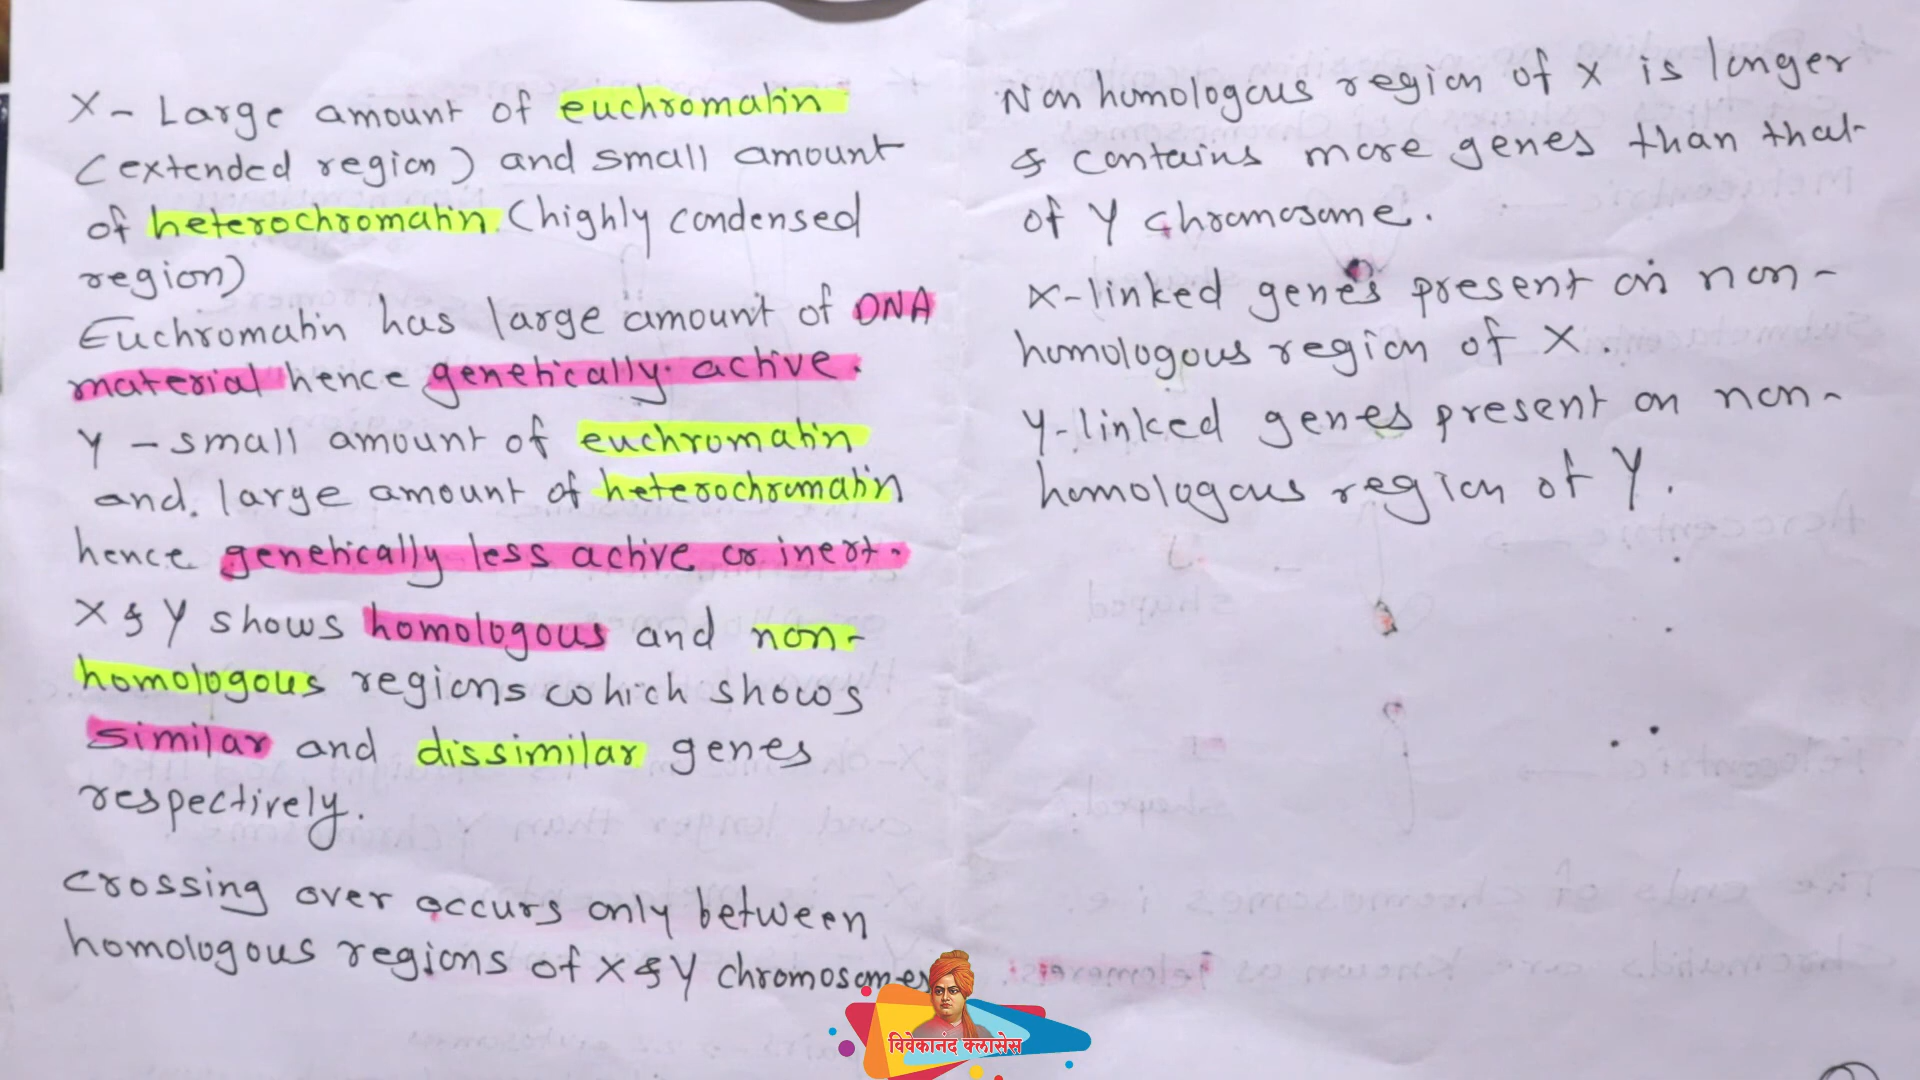 X - Large amount of euchromatin
(extended region) and small amount
of heterochromatin (highly condensed
region)
Euchromatin has large amount of DNA
material hence genetically active.
Y - small amount of euchromatin
and large amount of heterochromatin
hence genetically less active or inert.
X & Y shows homologous and non-
homologous regions which shows
similar and dissimilar genes
respectively.
crossing over occurs only between
homologous regions of X & Y chromosomes
Non homologous region of X is longer
& contains more genes than that
of Y chromosome.
X-linked genes present on non-
homologous region of X.
Y-linked genes present on non-
homologous region of Y.
विवेकानंद क्लासेस